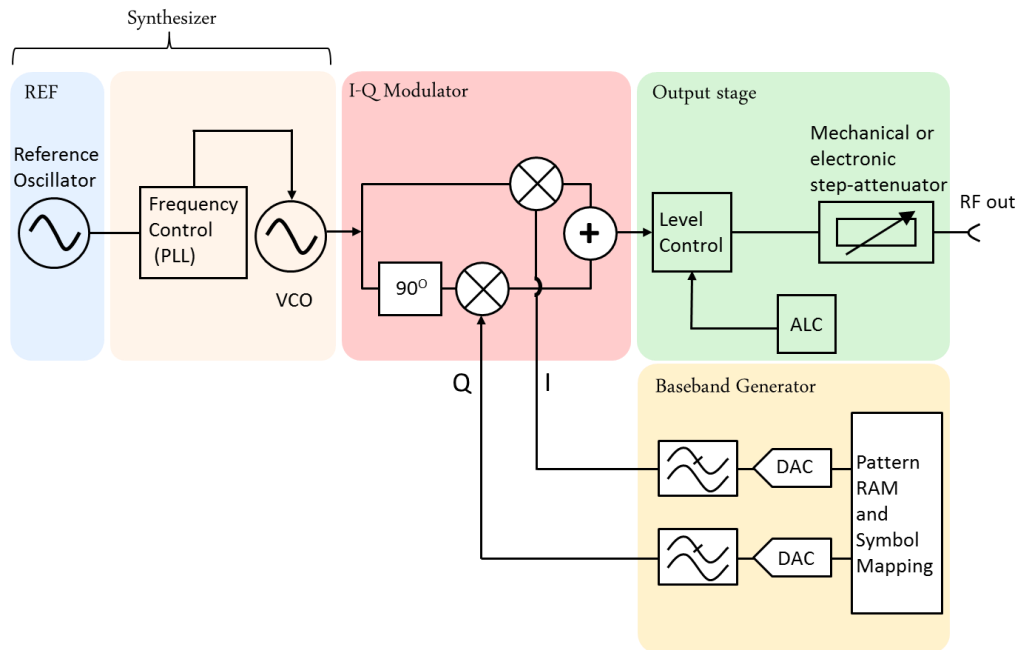 Synthesizer
REF
I-Q Modulator
Output stage
Reference
Oscillator
Frequency
Control
(PLL)
VCO
90O
+
Level
Control
Mechanical or
electronic
step-attenuator
RF out
ALC
Q
I
Baseband Generator
DAC
DAC
Pattern
RAM
and
Symbol
Mapping